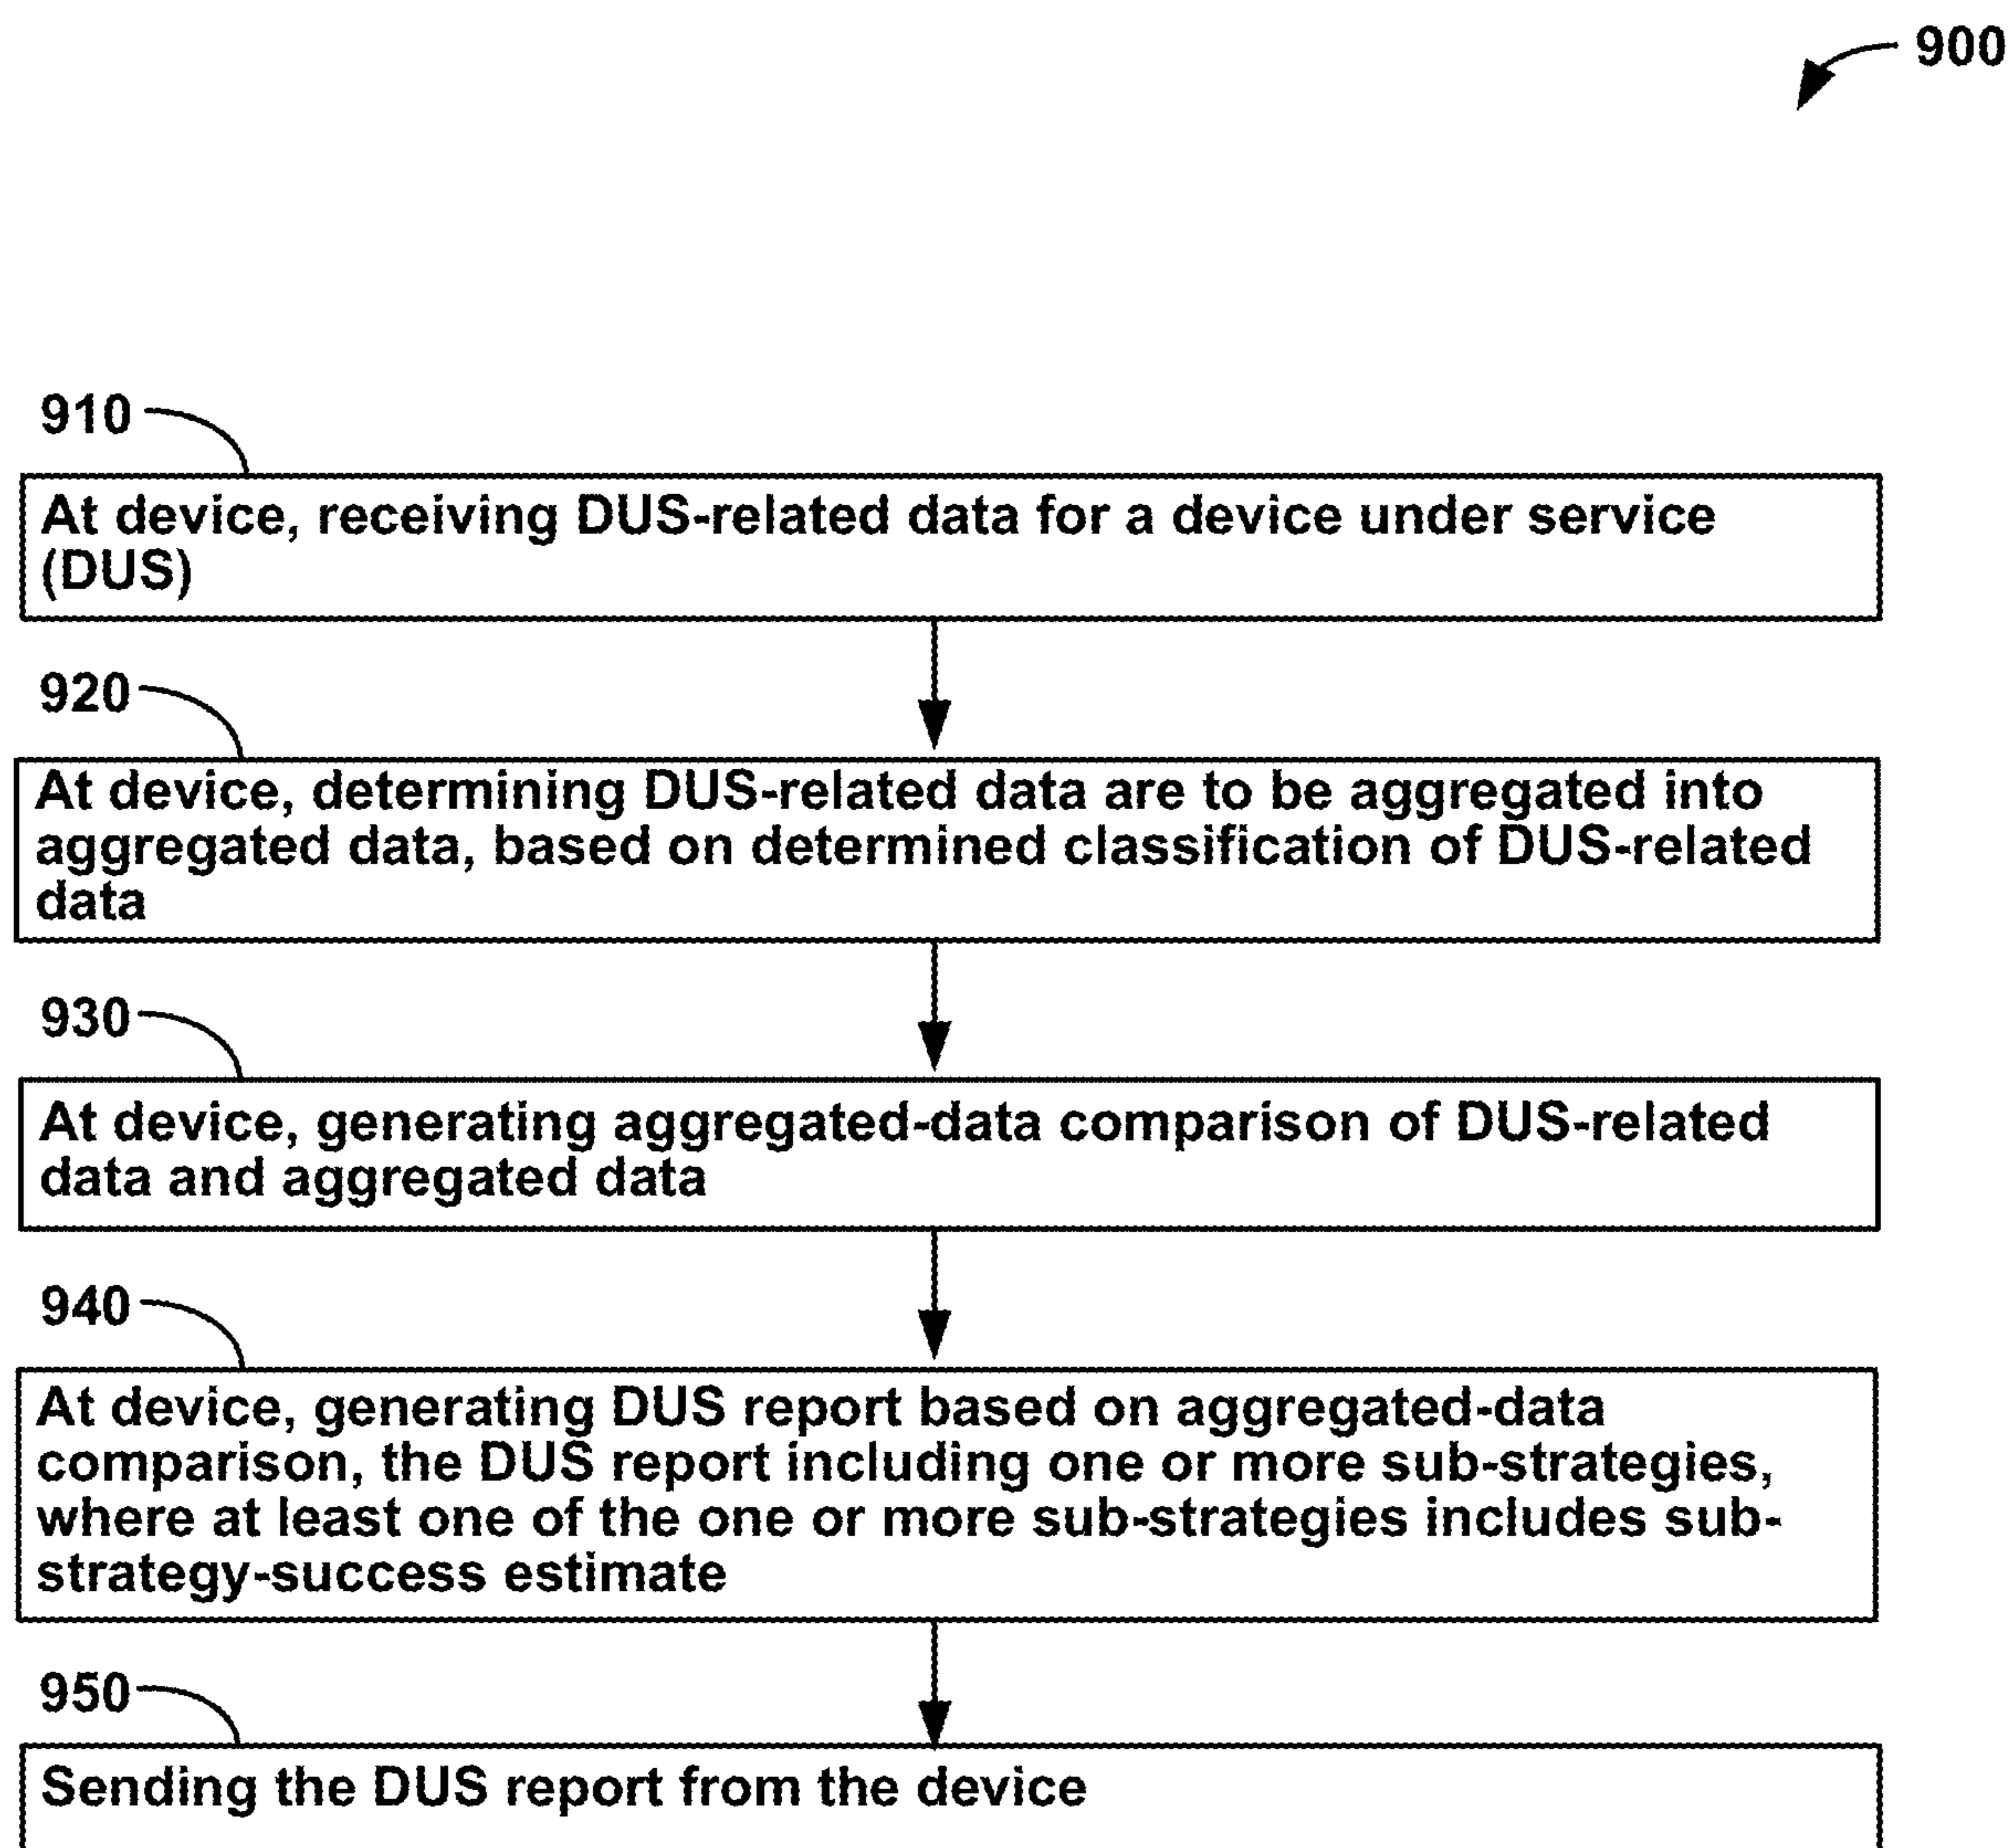 900
910
At device, receiving DUS-related data for a device under service
(DUS)
920
At device, determining DUS-related data are to be aggregated into
aggregated data, based on determined classification of DUS-related
data
930
At device, generating aggregated-data comparison of DUS-related
data and aggregated data
940
At device, generating DUS report based on aggregated-data
comparison, the DUS report including one or more sub-strategies,
where at least one of the one or more sub-strategies includes sub-
strategy-success estimate
950
Sending the DUS report from the device